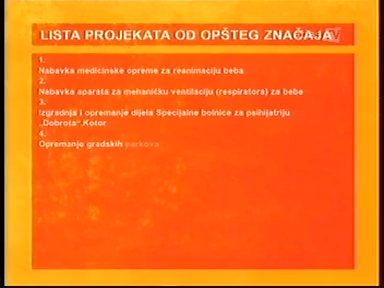 LISTA PROJEKATA OD OPŠTEG ZNAČAJA
1.
Nabavka medicinske opreme za reanimaciju beba
2.
Nabavka aparata za mehaničku ventilaciju (respiratora) za bebe
3.
Izgradnja i opremanje dijela Specijalne bolnice za psihijatriju
„Dobrota“,Kotor
4.
Opremanje gradskih parkova